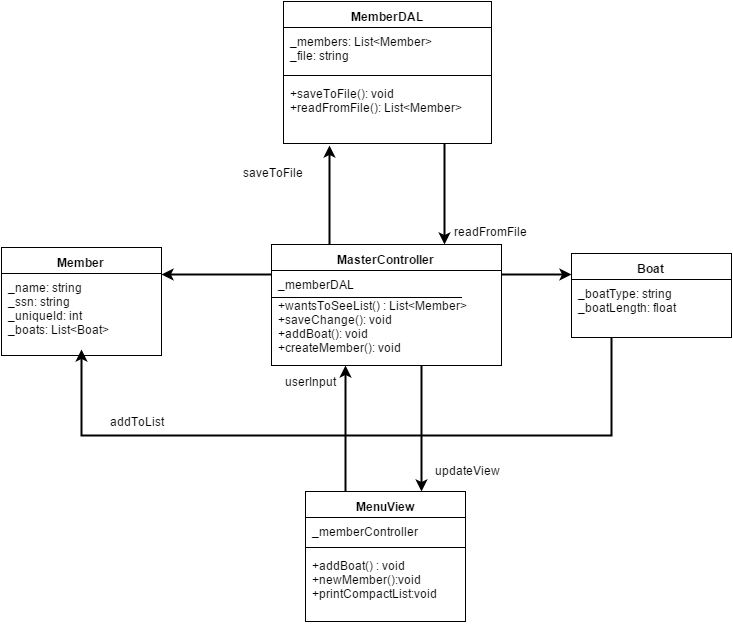 MemberDAL
_members: List<Member>
_file: string
+saveToFile(): void
+readFromFile(): List<Member>
saveToFile
readFromFile
Member
_name: string
_ssn: string
_uniqueId: int
_boats: List<Boat>
MasterController
_memberDAL
+wantsToSeeList() : List<Member>
+saveChange(): void
+addBoat(): void
+createMember(): void
Boat
_boatType: string
_boatLength: float
userInput
addToList
updateView
MenuView
_memberController
+addBoat() : void
+newMember():void
+printCompactList:void